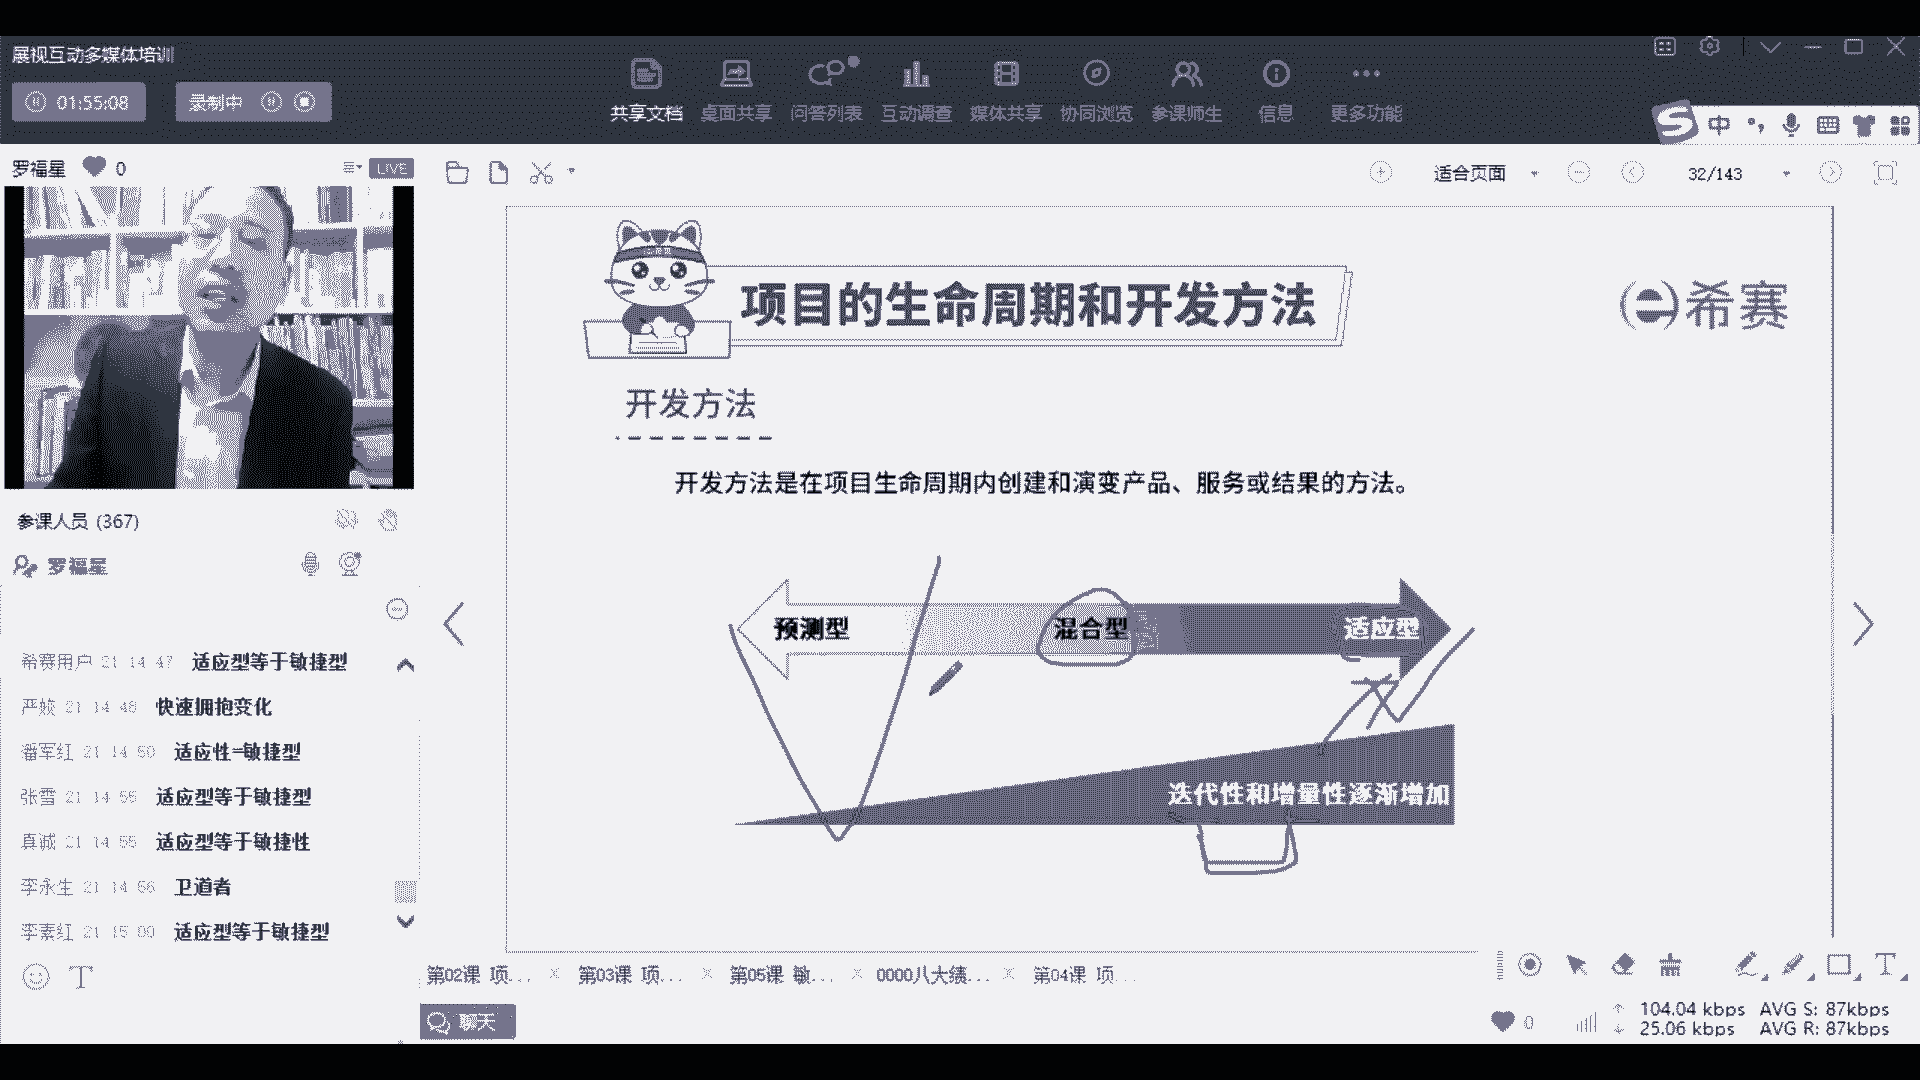 展视互动多媒体培训
01:55:08
录制中
共享文档 桌面共享 问答列表 互动调查 媒体共享 协同浏览 参课师生 信息 更多功能
中
罗福星 0
LIVE
适合页面
32/143
项目的生命周期和开发方法
希赛
开发方法
开发方法是在项目生命周期内创建和演变产品、服务或结果的方法。
预测型 混合型 适应型
迭代性和增量性逐渐增加
参课人员 (367)
罗福星
希赛用户 21 14 47 适应型等于敏捷型
严姣 21 14 48 快速拥抱变化
潘军红 21 14 50 适应性=敏捷型
张雪 21 14 55 适应型等于敏捷型
真诚 21 14 55 适应型等于敏捷性
李永生 21 14 56 卫道者
李素红 21 15 00 适应型等于敏捷型
第02课 项... 第03课 项... 第05课 敏... 0000八大绩... 第04课 项...
聊天
0
104.04 kbps AVG S: 87kbps
25.06 kbps AVG R: 87kbps